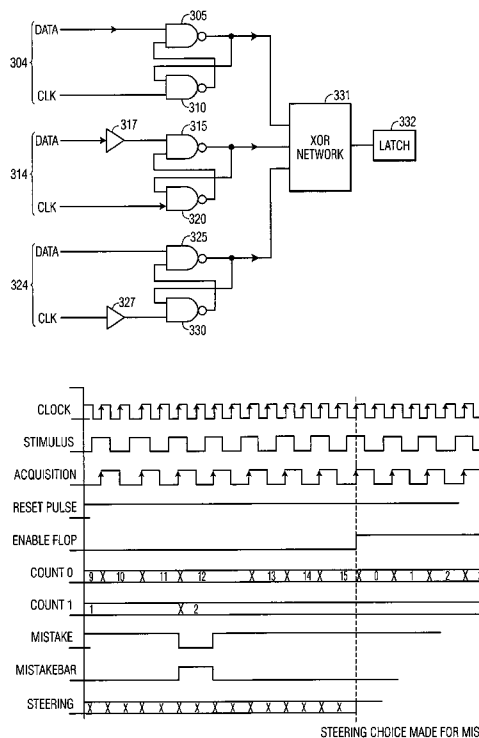 305
DATA
304
CLK
310
331
317
315
332
DATA
XOR NETWORK
LATCH
314
CLK
320
325
DATA
324
327
CLK
330
CLOCK
STIMULUS
ACQUISITION
RESET PULSE
ENABLE FLOP
COUNT 0
9 X 10 X 11 X 12 X 13 X 14 X 15 X 0 X 1 X 2 X
COUNT 1
1 X 2
MISTAKE
MISTAKEBAR
STEERING
X X X X X X X X X X X X X X X
STEERING CHOICE MADE FOR MIS